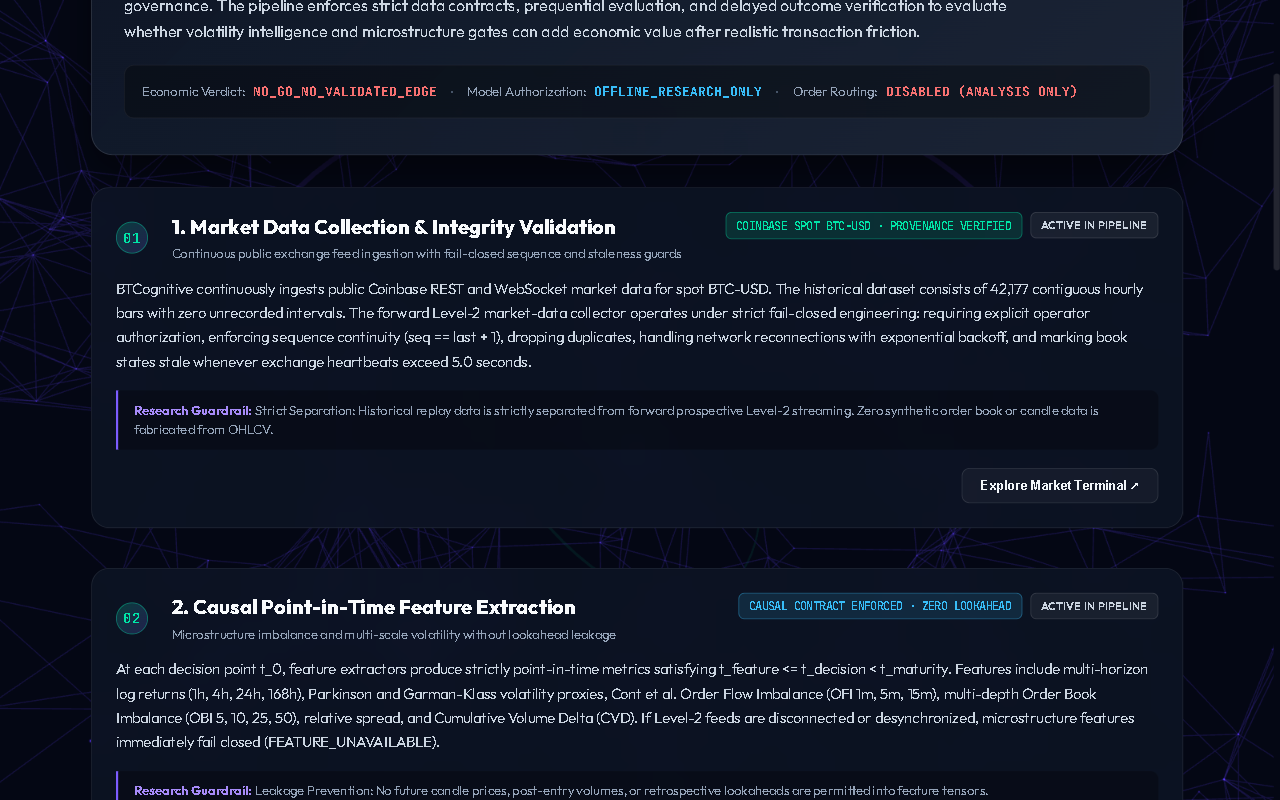 governance. The pipeline enforces strict data contracts, prequential evaluation, and delayed outcome verification to evaluate
whether volatility intelligence and microstructure gates can add economic value after realistic transaction friction.
Economic Verdict: NO_GO_NO_VALIDATED_EDGE · Model Authorization: OFFLINE_RESEARCH_ONLY · Order Routing: DISABLED (ANALYSIS ONLY)
01 1. Market Data Collection & Integrity Validation COINBASE SPOT BTC-USD · PROVENANCE VERIFIED ACTIVE IN PIPELINE
Continuous public exchange feed ingestion with fail-closed sequence and staleness guards
BTCognitive continuously ingests public Coinbase REST and WebSocket market data for spot BTC-USD. The historical dataset consists of 42,177 contiguous hourly
bars with zero unrecorded intervals. The forward Level-2 market-data collector operates under strict fail-closed engineering: requiring explicit operator
authorization, enforcing sequence continuity (seq == last + 1), dropping duplicates, handling network reconnections with exponential backoff, and marking book
states stale whenever exchange heartbeats exceed 5.0 seconds.
Research Guardrail: Strict Separation: Historical replay data is strictly separated from forward prospective Level-2 streaming. Zero synthetic order book or candle data is
fabricated from OHLCV.
Explore Market Terminal ↗
02 2. Causal Point-in-Time Feature Extraction CAUSAL CONTRACT ENFORCED · ZERO LOOKAHEAD ACTIVE IN PIPELINE
Microstructure imbalance and multi-scale volatility without lookahead leakage
At each decision point t_0, feature extractors produce strictly point-in-time metrics satisfying t_feature <= t_decision < t_maturity. Features include multi-horizon
log returns (1h, 4h, 24h, 168h), Parkinson and Garman-Klass volatility proxies, Cont et al. Order Flow Imbalance (OFI 1m, 5m, 15m), multi-depth Order Book
Imbalance (OBI 5, 10, 25, 50), relative spread, and Cumulative Volume Delta (CVD). If Level-2 feeds are disconnected or desynchronized, microstructure features
immediately fail closed (FEATURE_UNAVAILABLE).
Research Guardrail: Leakage Prevention: No future candle prices, post-entry volumes, or retrospective lookaheads are permitted into feature tensors.